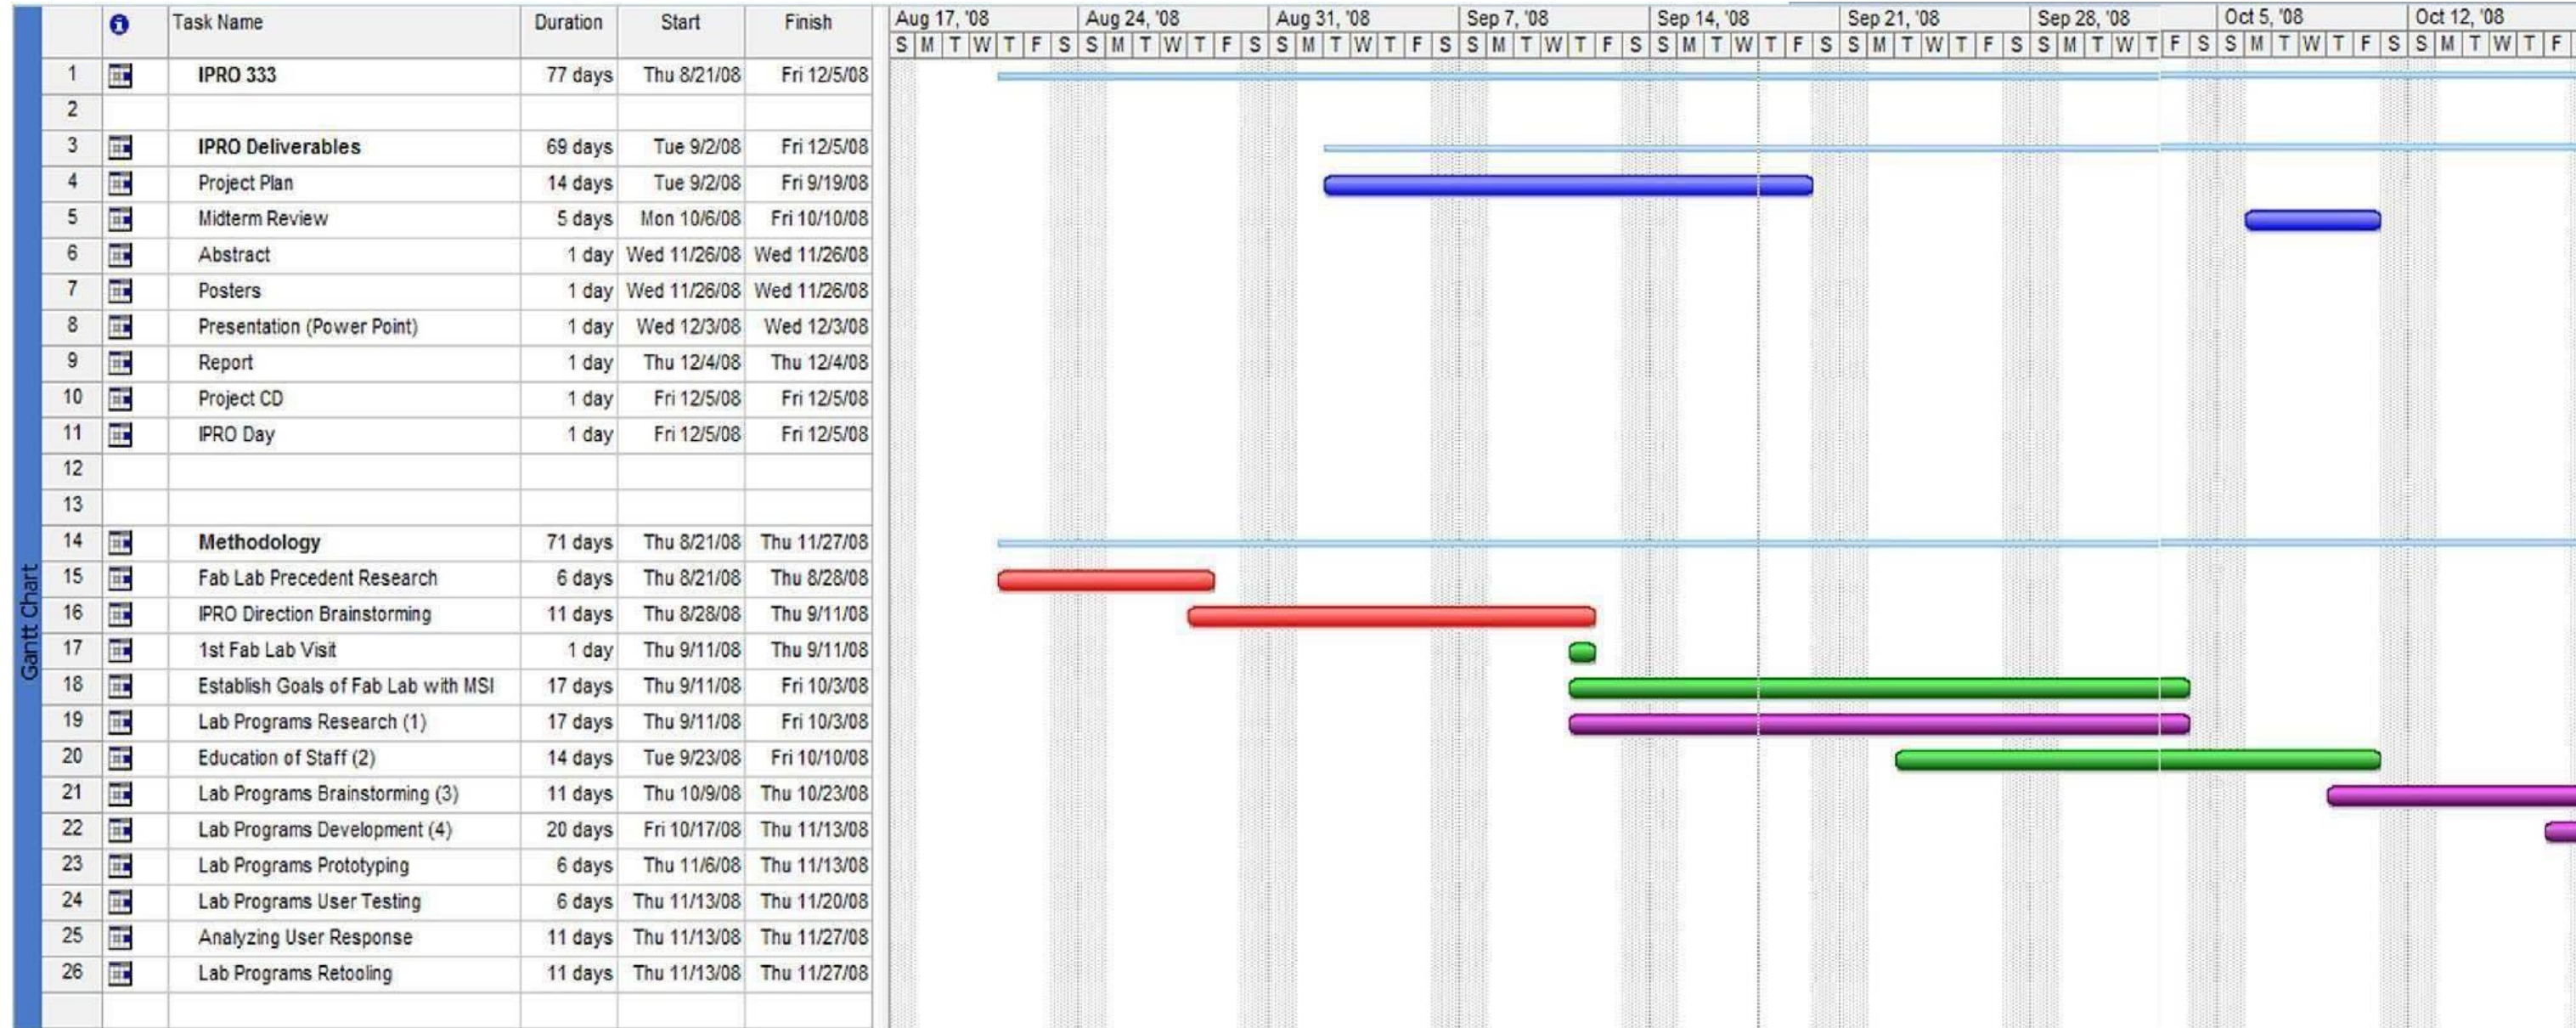 Gantt Chart
Task Name Duration Start Finish Aug 17, '08 Aug 24, '08 Aug 31, '08 Sep 7, '08 Sep 14, '08 Sep 21, '08 Sep 28, '08 Oct 5, '08 Oct 12, '08
S M T W T F S S M T W T F S S M T W T F S S M T W T F S S M T W T F S S M T W T F S S M T W T F S S M T W T F S S M T W T F
1 IPRO 333 77 days Thu 8/21/08 Fri 12/5/08
2
3 IPRO Deliverables 69 days Tue 9/2/08 Fri 12/5/08
4 Project Plan 14 days Tue 9/2/08 Fri 9/19/08
5 Midterm Review 5 days Mon 10/6/08 Fri 10/10/08
6 Abstract 1 day Wed 11/26/08 Wed 11/26/08
7 Posters 1 day Wed 11/26/08 Wed 11/26/08
8 Presentation (Power Point) 1 day Wed 12/3/08 Wed 12/3/08
9 Report 1 day Thu 12/4/08 Thu 12/4/08
10 Project CD 1 day Fri 12/5/08 Fri 12/5/08
11 IPRO Day 1 day Fri 12/5/08 Fri 12/5/08
12
13
14 Methodology 71 days Thu 8/21/08 Thu 11/27/08
15 Fab Lab Precedent Research 6 days Thu 8/21/08 Thu 8/28/08
16 IPRO Direction Brainstorming 11 days Thu 8/28/08 Thu 9/11/08
17 1st Fab Lab Visit 1 day Thu 9/11/08 Thu 9/11/08
18 Establish Goals of Fab Lab with MSI 17 days Thu 9/11/08 Fri 10/3/08
19 Lab Programs Research (1) 17 days Thu 9/11/08 Fri 10/3/08
20 Education of Staff (2) 14 days Tue 9/23/08 Fri 10/10/08
21 Lab Programs Brainstorming (3) 11 days Thu 10/9/08 Thu 10/23/08
22 Lab Programs Development (4) 20 days Fri 10/17/08 Thu 11/13/08
23 Lab Programs Prototyping 6 days Thu 11/6/08 Thu 11/13/08
24 Lab Programs User Testing 6 days Thu 11/13/08 Thu 11/20/08
25 Analyzing User Response 11 days Thu 11/13/08 Thu 11/27/08
26 Lab Programs Retooling 11 days Thu 11/13/08 Thu 11/27/08